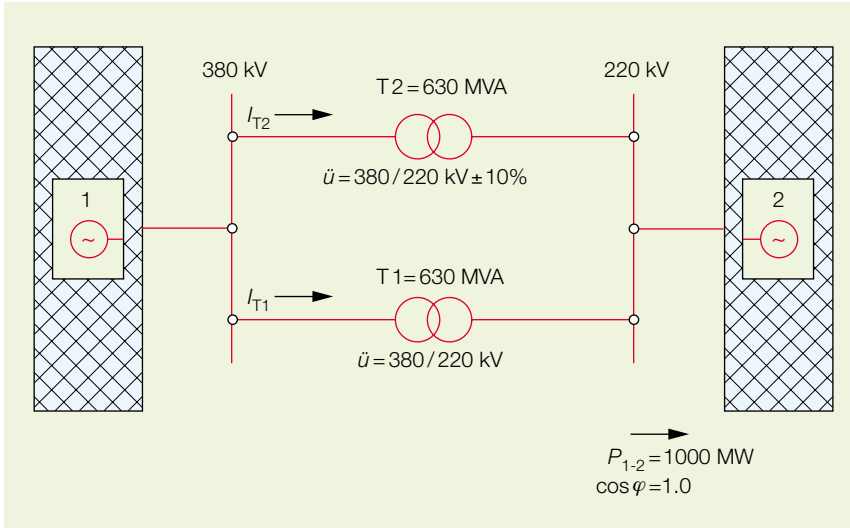 380 kV
220 kV
T 2 = 630 MVA
I_T2
ü = 380 / 220 kV ± 10%
1
~
2
~
T1 = 630 MVA
I_T1
ü = 380 / 220 kV
P_1-2 = 1000 MW
cos φ = 1.0